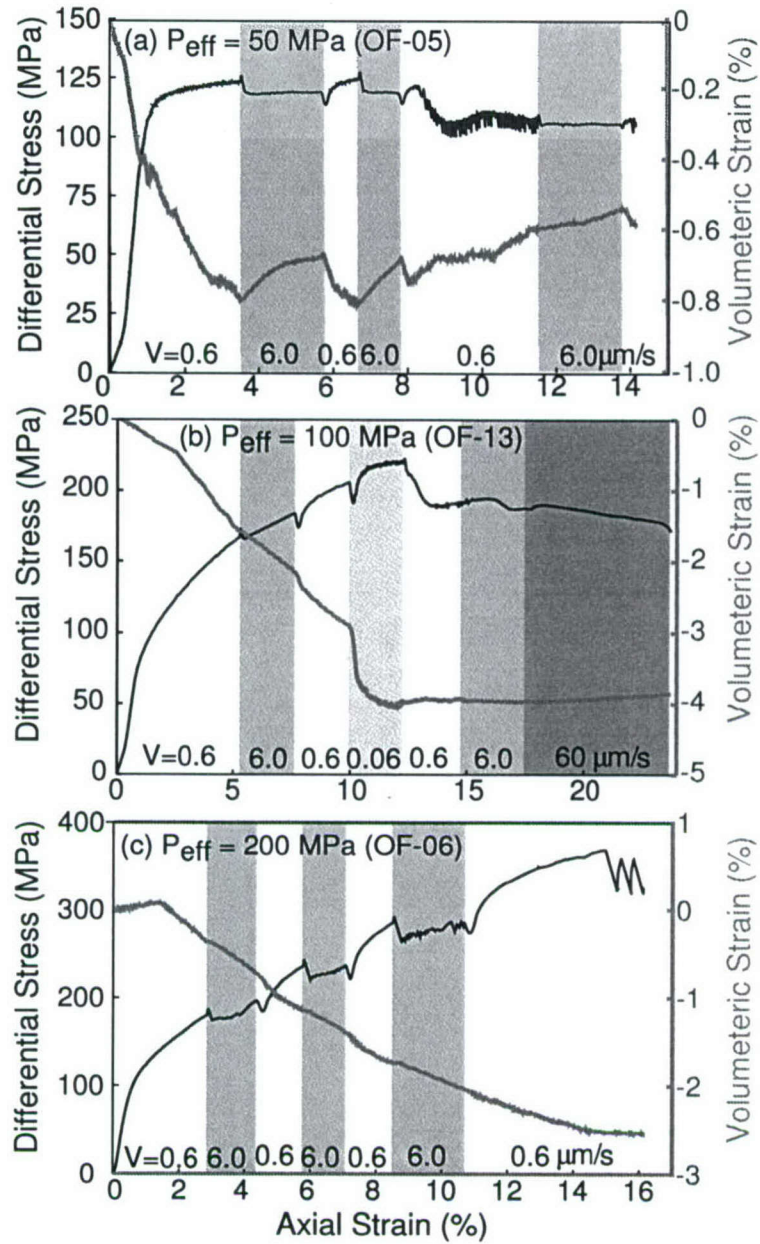 (a) Peff = 50 MPa (OF-05)
Differential Stress (MPa)
150
125
100
75
50
25
0
0
-0.2
-0.4
-0.6
-0.8
-1.0
Volumeteric Strain (%)
V=0.6 6.0 0.6 6.0 0.6 6.0μm/s
0 2 4 6 8 10 12 14
(b) Peff = 100 MPa (OF-13)
Differential Stress (MPa)
250
200
150
100
50
0
0
-1
-2
-3
-4
-5
Volumeteric Strain (%)
V=0.6 6.0 0.6 0.06 0.6 6.0 60 μm/s
0 5 10 15 20
(c) Peff = 200 MPa (OF-06)
Differential Stress (MPa)
400
300
200
100
0
1
0
-1
-2
-3
Volumeteric Strain (%)
V=0.6 6.0 0.6 6.0 0.6 6.0 0.6 μm/s
0 2 4 6 8 10 12 14 16
Axial Strain (%)